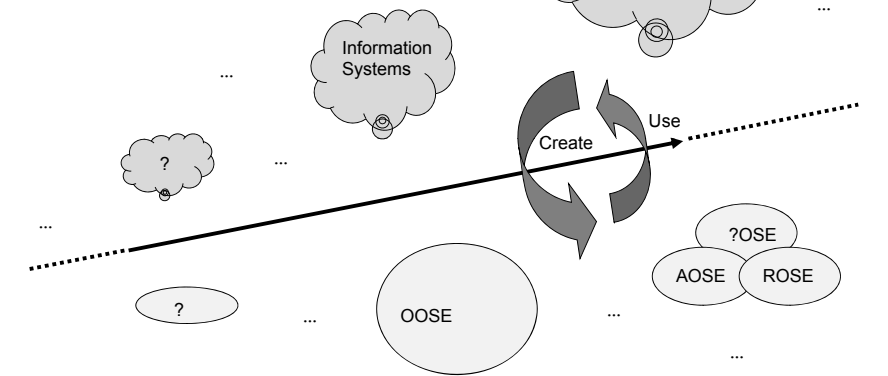 ...
Information
Systems
...
Use
Create
?
...
...
?OSE
AOSE
ROSE
?
OOSE
...
...
...